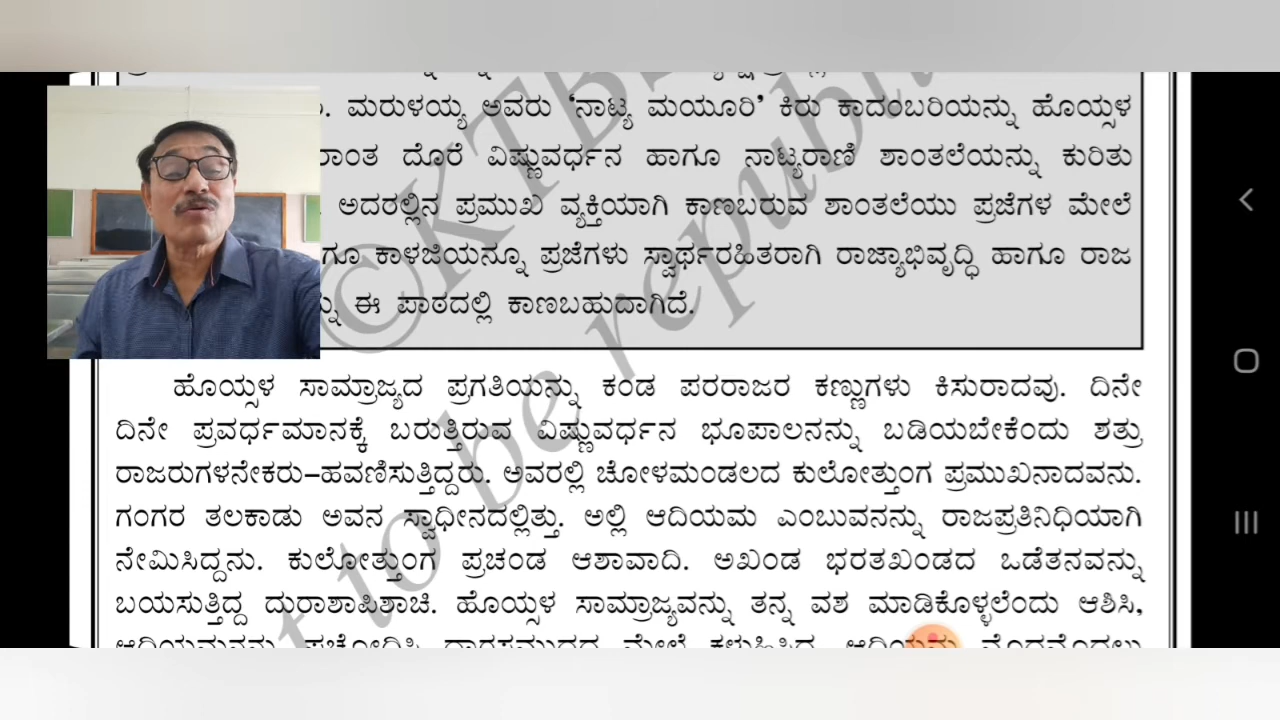 ಮರುಳಯ್ಯ ಅವರು ‘ನಾಟ್ಯ ಮಯೂರಿ’ ಕಿರು ಕಾದಂಬರಿಯನ್ನು ಹೊಯ್ಸಳ
ದೊರೆ ವಿಷ್ಣುವರ್ಧನ ಹಾಗೂ ನಾಟ್ಯರಾಣಿ ಶಾಂತಲೆಯನ್ನು ಕುರಿತು
ಅದರಲ್ಲಿನ ಪ್ರಮುಖ ವ್ಯಕ್ತಿಯಾಗಿ ಕಾಣಬರುವ ಶಾಂತಲೆಯು ಪ್ರಜೆಗಳ ಮೇಲೆ
ಕಾಳಜಿಯನ್ನೂ ಪ್ರಜೆಗಳು ಸ್ವಾರ್ಥರಹಿತರಾಗಿ ರಾಜ್ಯಾಭಿವೃದ್ಧಿ ಹಾಗೂ ರಾಜ
ಈ ಪಾಠದಲ್ಲಿ ಕಾಣಬಹುದಾಗಿದೆ.
ಹೊಯ್ಸಳ ಸಾಮ್ರಾಜ್ಯದ ಪ್ರಗತಿಯನ್ನು ಕಂಡ ಪರರಾಜರ ಕಣ್ಣುಗಳು ಕಿಸುರಾದವು. ದಿನೇ
ದಿನೇ ಪ್ರವರ್ಧಮಾನಕ್ಕೆ ಬರುತ್ತಿರುವ ವಿಷ್ಣುವರ್ಧನ ಭೂಪಾಲನನ್ನು ಬಡಿಯಬೇಕೆಂದು ಶತ್ರು
ರಾಜರುಗಳನೇಕರು–ಹವಣಿಸುತ್ತಿದ್ದರು. ಅವರಲ್ಲಿ ಚೋಳಮಂಡಲದ ಕುಲೋತ್ತುಂಗ ಪ್ರಮುಖನಾದವನು.
ಗಂಗರ ತಲಕಾಡು ಅವನ ಸ್ವಾಧೀನದಲ್ಲಿತ್ತು. ಅಲ್ಲಿ ಆದಿಯಮ ಎಂಬುವನನ್ನು ರಾಜಪ್ರತಿನಿಧಿಯಾಗಿ
ನೇಮಿಸಿದ್ದನು. ಕುಲೋತ್ತುಂಗ ಪ್ರಚಂಡ ಆಶಾವಾದಿ. ಅಖಂಡ ಭರತಖಂಡದ ಒಡೆತನವನ್ನು
ಬಯಸುತ್ತಿದ್ದ ದುರಾಶಾಪಿಶಾಚಿ. ಹೊಯ್ಸಳ ಸಾಮ್ರಾಜ್ಯವನ್ನು ತನ್ನ ವಶ ಮಾಡಿಕೊಳ್ಳಲೆಂದು ಆಶಿಸಿ,